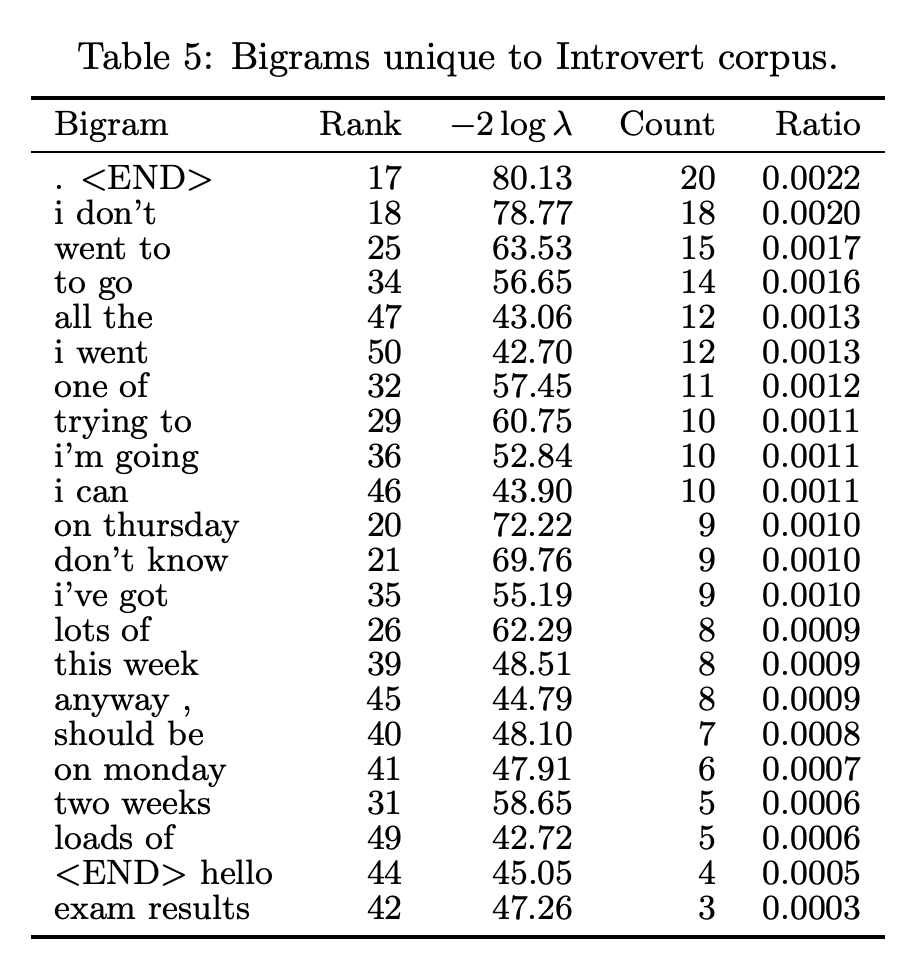 Table 5: Bigrams unique to Introvert corpus.
Bigram Rank −2 log λ Count Ratio
. <END> 17 80.13 20 0.0022
i don't 18 78.77 18 0.0020
went to 25 63.53 15 0.0017
to go 34 56.65 14 0.0016
all the 47 43.06 12 0.0013
i went 50 42.70 12 0.0013
one of 32 57.45 11 0.0012
trying to 29 60.75 10 0.0011
i'm going 36 52.84 10 0.0011
i can 46 43.90 10 0.0011
on thursday 20 72.22 9 0.0010
don't know 21 69.76 9 0.0010
i've got 35 55.19 9 0.0010
lots of 26 62.29 8 0.0009
this week 39 48.51 8 0.0009
anyway , 45 44.79 8 0.0009
should be 40 48.10 7 0.0008
on monday 41 47.91 6 0.0007
two weeks 31 58.65 5 0.0006
loads of 49 42.72 5 0.0006
<END> hello 44 45.05 4 0.0005
exam results 42 47.26 3 0.0003